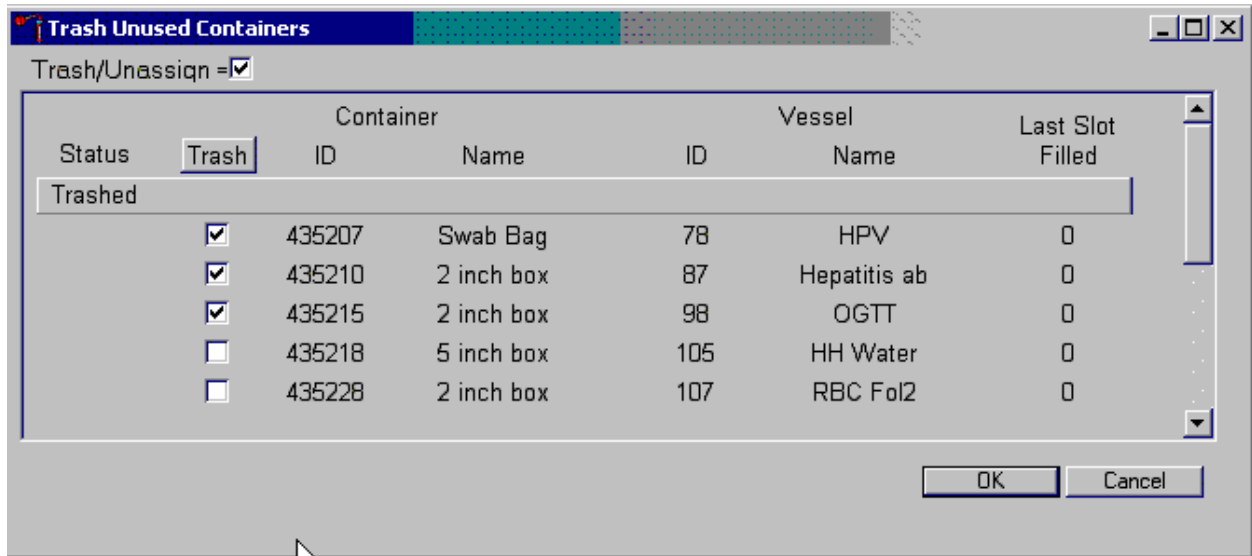 Trash Unused Containers
Trash/Unassign =
Container Vessel Last Slot
Status Trash ID Name ID Name Filled
Trashed
435207 Swab Bag 78 HPV 0
435210 2 inch box 87 Hepatitis ab 0
435215 2 inch box 98 OGTT 0
435218 5 inch box 105 HH Water 0
435228 2 inch box 107 RBC Fol2 0
OK Cancel